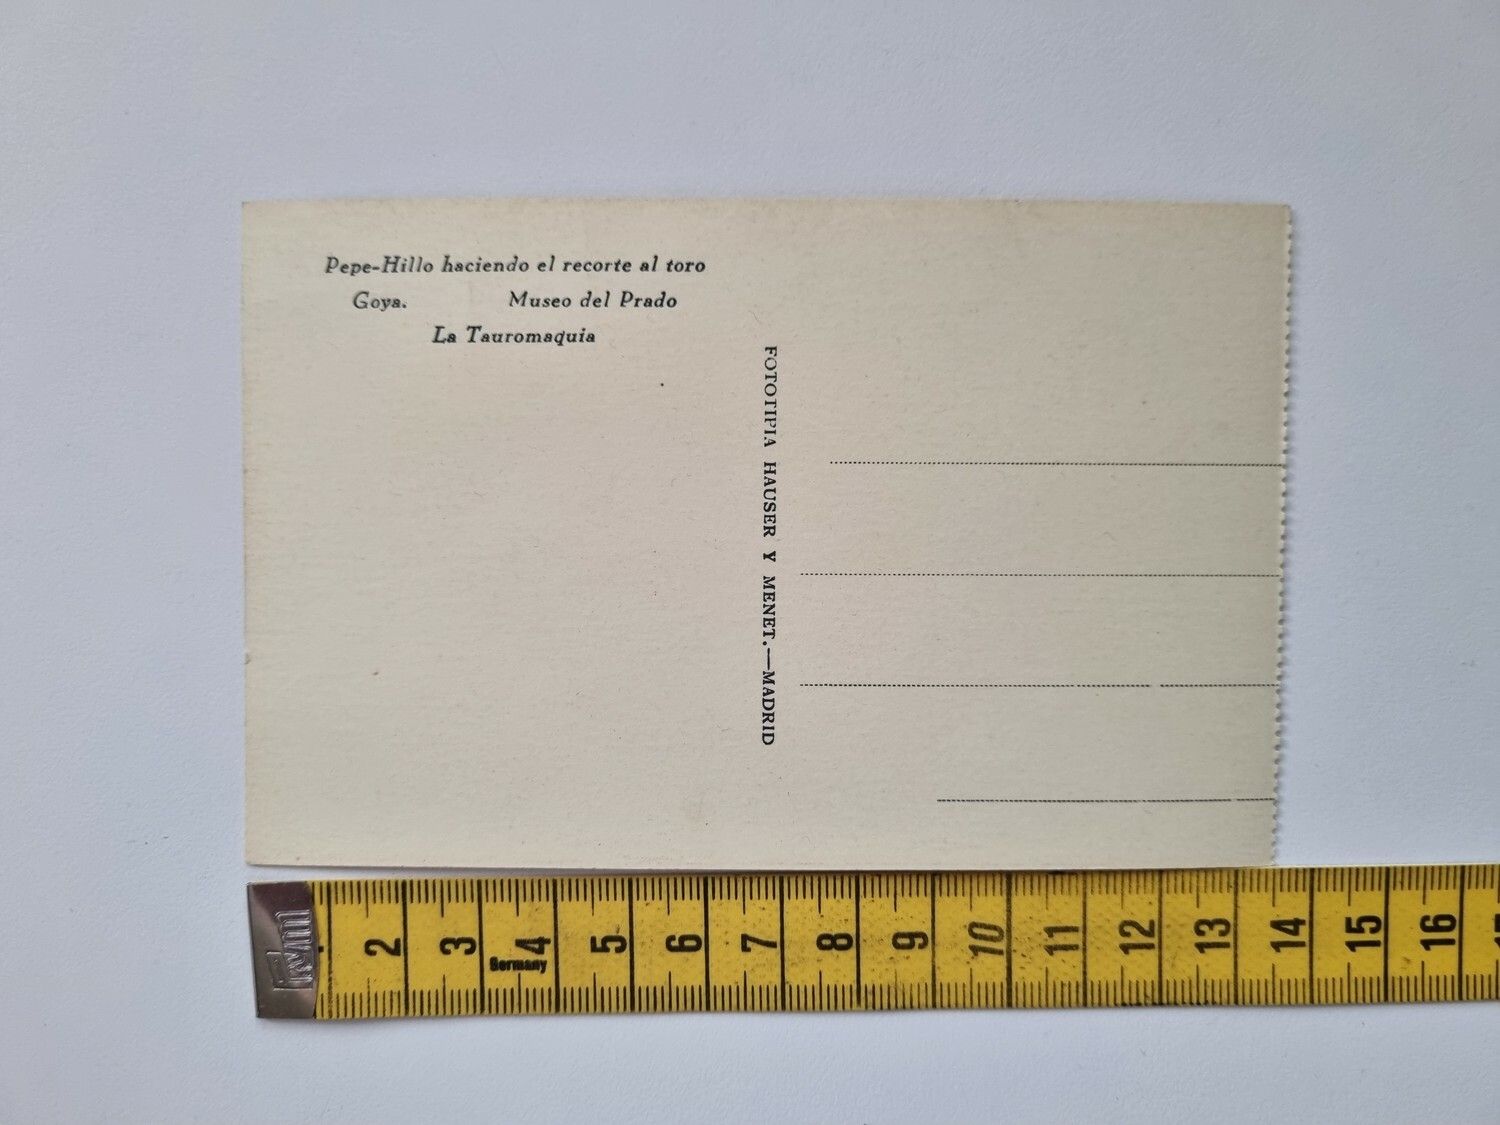 Pepe-Hillo haciendo el recorte al toro
Goya. Museo del Prado
La Tauromaquia
FOTOTIPIA HAUSER Y MENET.—MADRID
2 3 4 5 6 7 8 9 10 11 12 13 14 15 16
Germany